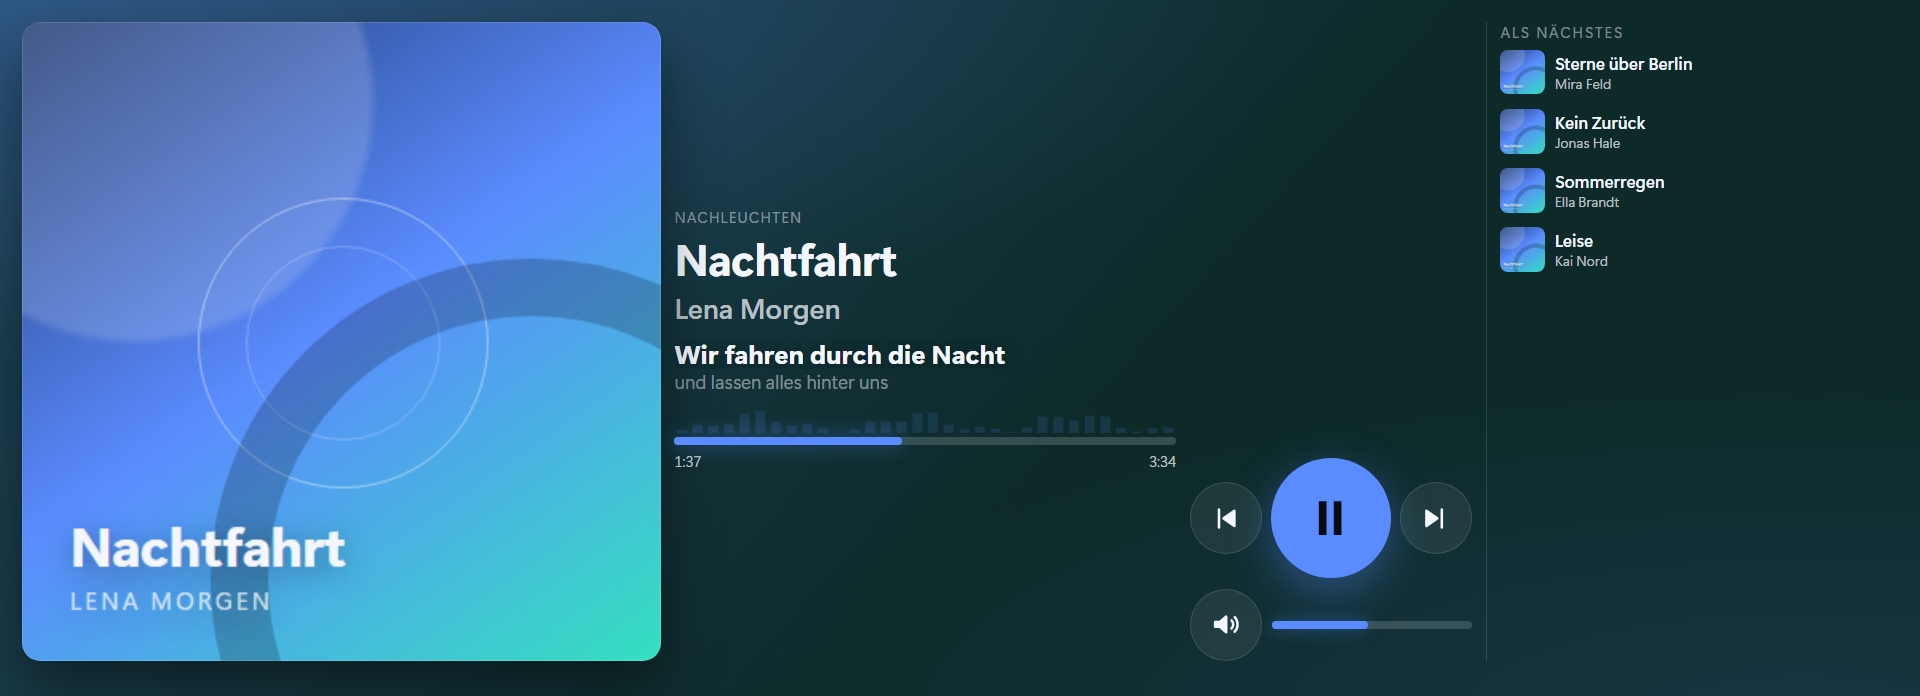 Nachtfahrt
LENA MORGEN
NACHLEUCHTEN
Nachtfahrt
Lena Morgen
Wir fahren durch die Nacht
und lassen alles hinter uns
1:37
3:34
ALS NÄCHSTES
Sterne über Berlin
Mira Feld
Kein Zurück
Jonas Hale
Sommerregen
Ella Brandt
Leise
Kai Nord